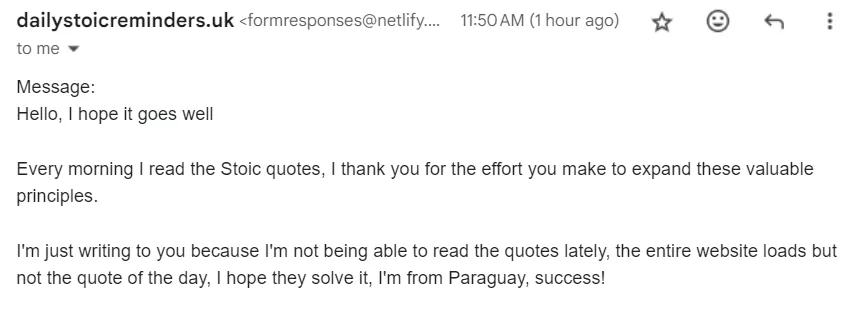 dailystoicreminders.uk <formresponses@netlify.... 11:50 AM (1 hour ago)
to me
Message:
Hello, I hope it goes well
Every morning I read the Stoic quotes, I thank you for the effort you make to expand these valuable
principles.
I'm just writing to you because I'm not being able to read the quotes lately, the entire website loads but
not the quote of the day, I hope they solve it, I'm from Paraguay, success!